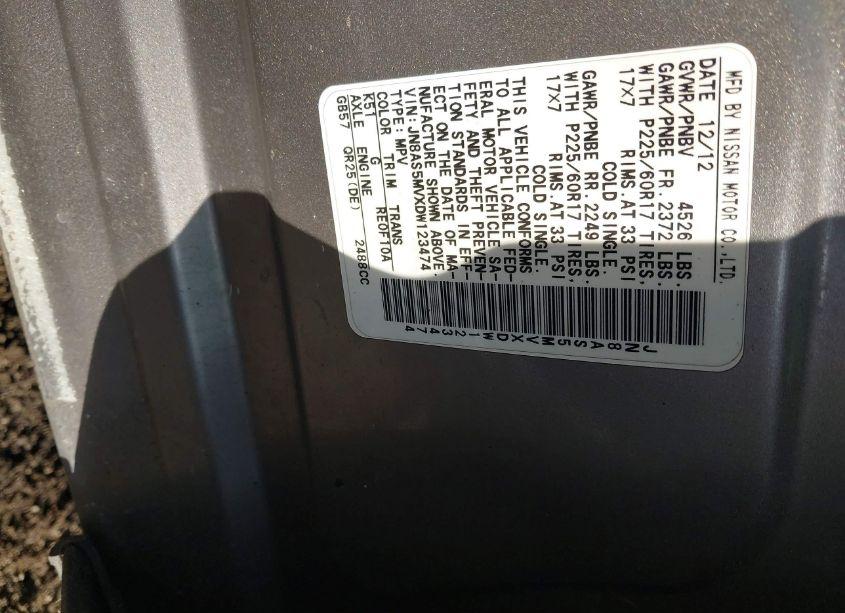 MFD BY NISSAN MOTOR CO.,LTD.
DATE 12/12
GVWR/PNBV 4526 LBS.
GAWR/PNBE FR. 2372 LBS.
WITH P225/60R17 TIRES,
17X7 RIMS.AT 33 PSI
COLD SINGLE.
GAWR/PNBE RR. 2249 LBS.
WITH P225/60R17 TIRES,
17X7 RIMS.AT 33 PSI
COLD SINGLE.
THIS VEHICLE CONFORMS
TO ALL APPLICABLE FED-
ERAL MOTOR VEHICLE SA-
FETY AND THEFT PREVEN-
TION STANDARDS IN EFF-
ECT ON THE DATE OF MA-
NUFACTURE SHOWN ABOVE.
VIN: JN8AS5MVXDW123474
TYPE: MPV
COLOR TRIM TRANS
K51 G RE0F10A
AXLE ENGINE
GB57 QR25(DE) 2488CC
JN8AS5MVXDW123474